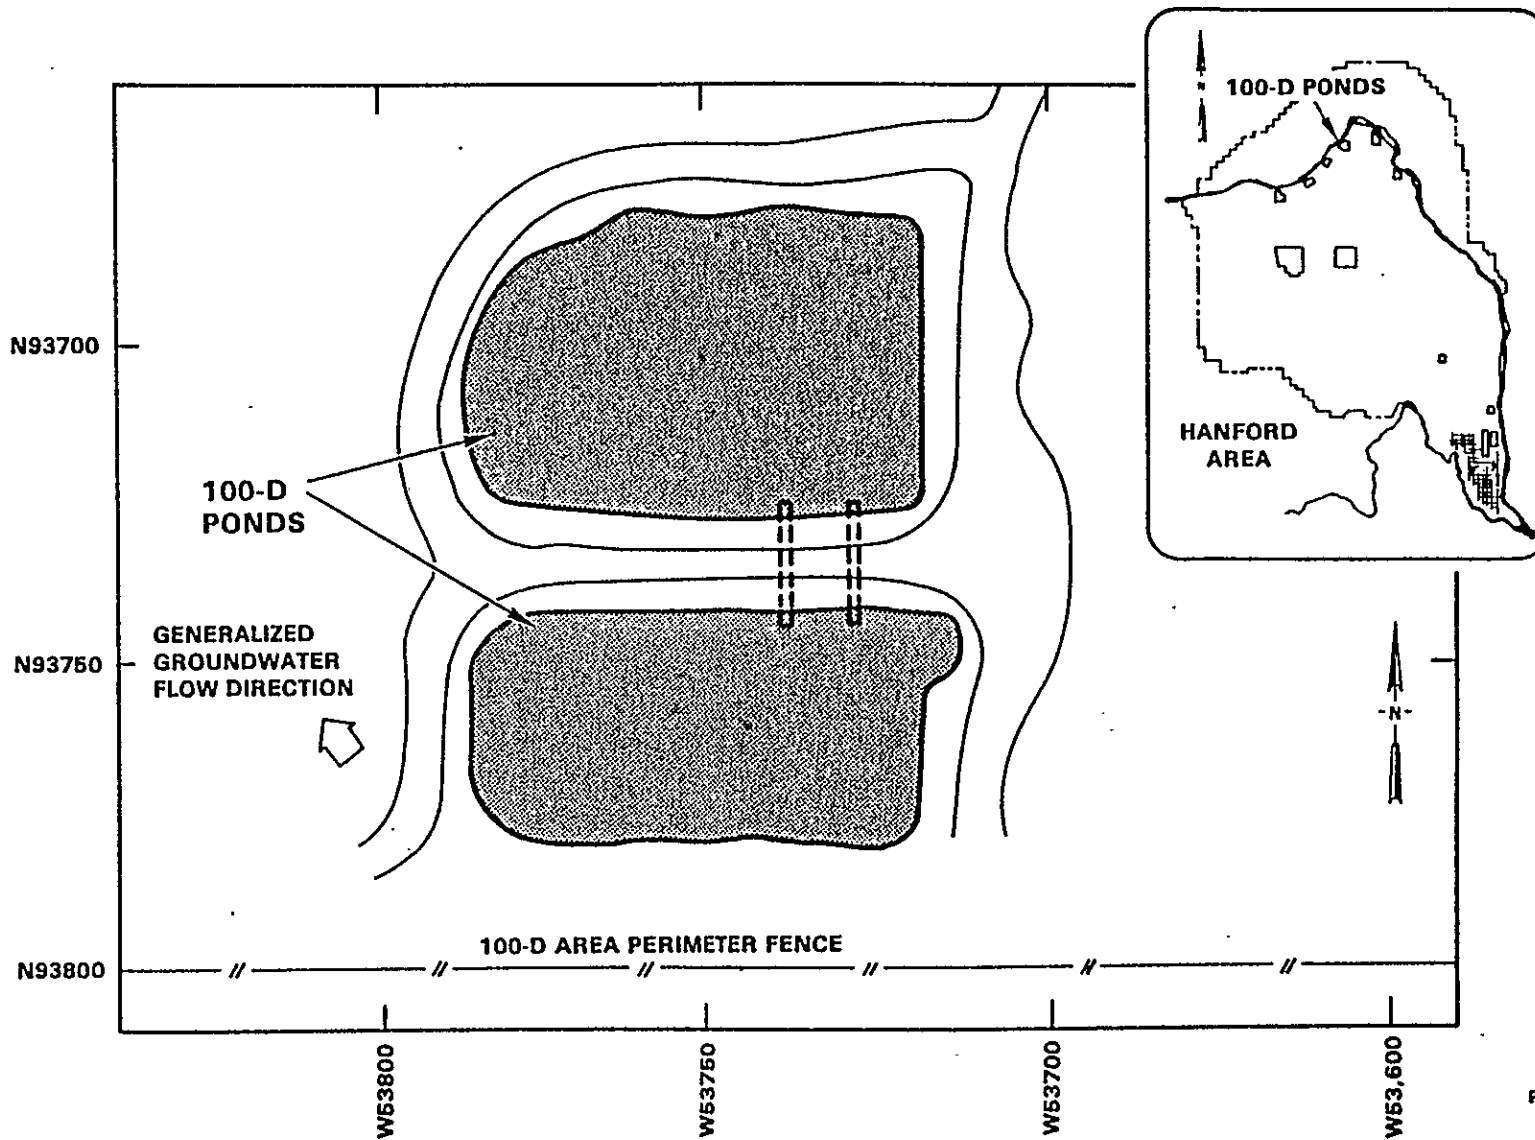 N
100-D PONDS
HANFORD
AREA
N93700
100-D
PONDS
GENERALIZED
GROUNDWATER
FLOW DIRECTION
N93750
-N-
100-D AREA PERIMETER FENCE
N93800
W53800
W53750
W53700
W53,600